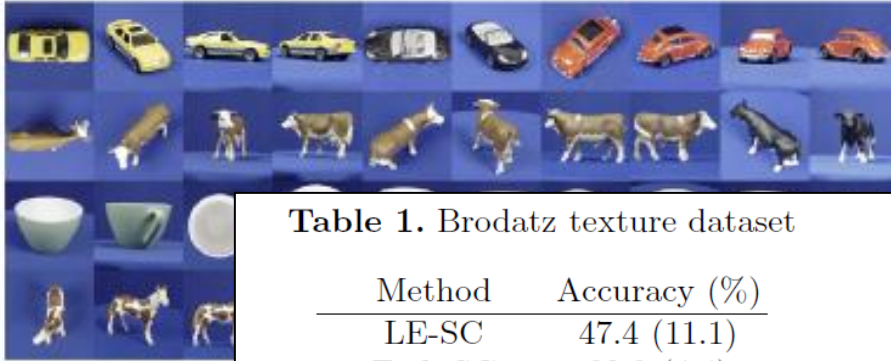 Table 1. Brodatz texture dataset
Method Accuracy (%)
LE-SC 47.4 (11.1)